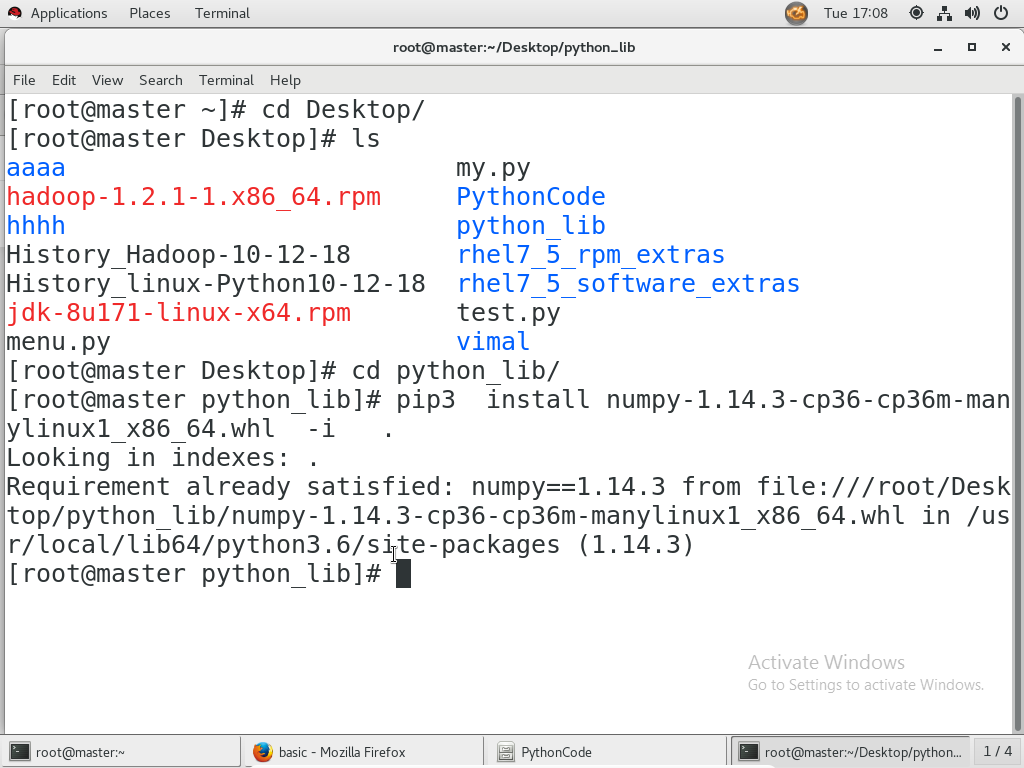 Applications Places Terminal Tue 17:08
root@master:~/Desktop/python_lib
File Edit View Search Terminal Help
[root@master ~]# cd Desktop/
[root@master Desktop]# ls
aaaa my.py
hadoop-1.2.1-1.x86_64.rpm PythonCode
hhhh python_lib
History_Hadoop-10-12-18 rhel7_5_rpm_extras
History_linux-Python10-12-18 rhel7_5_software_extras
jdk-8u171-linux-x64.rpm test.py
menu.py vimal
[root@master Desktop]# cd python_lib/
[root@master python_lib]# pip3  install numpy-1.14.3-cp36-cp36m-man
ylinux1_x86_64.whl  -i   .
Looking in indexes: .
Requirement already satisfied: numpy==1.14.3 from file:///root/Desk
top/python_lib/numpy-1.14.3-cp36-cp36m-manylinux1_x86_64.whl in /us
r/local/lib64/python3.6/site-packages (1.14.3)
[root@master python_lib]#
Activate Windows
Go to Settings to activate Windows.
root@master:~ basic - Mozilla Firefox PythonCode root@master:~/Desktop/python... 1 / 4